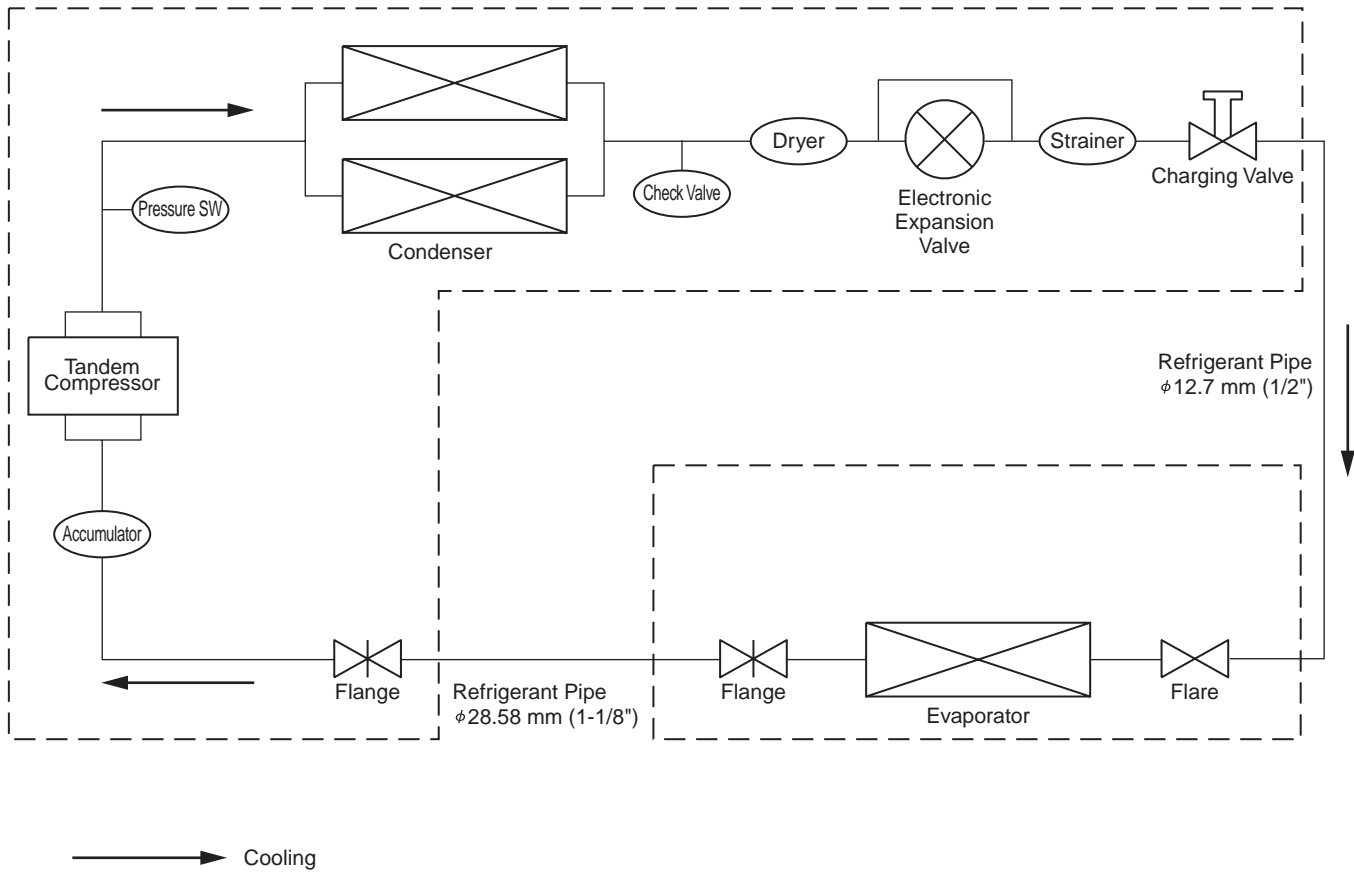 Dryer
Strainer
Charging Valve
Check Valve
Electronic
Expansion
Valve
Pressure SW
Condenser
Tandem
Compressor
Refrigerant Pipe
ϕ12.7 mm (1/2")
Accumulator
Flange
Refrigerant Pipe
ϕ28.58 mm (1-1/8")
Flange
Evaporator
Flare
Cooling